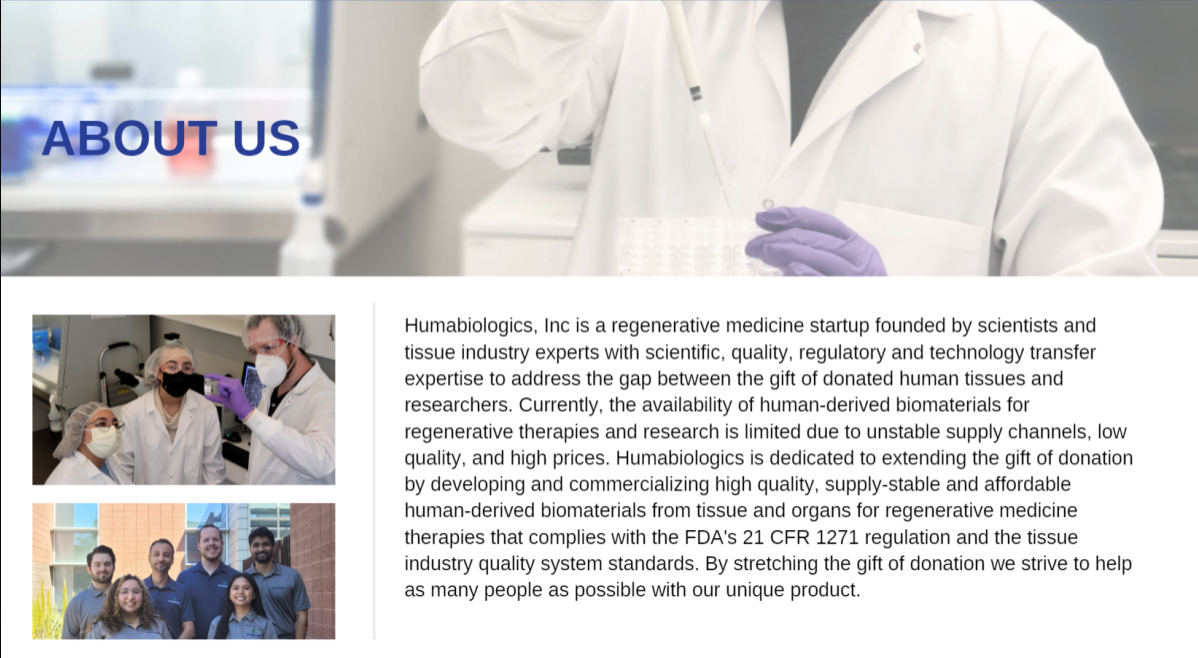 ABOUT US
Humabiologics, Inc is a regenerative medicine startup founded by scientists and
tissue industry experts with scientific, quality, regulatory and technology transfer
expertise to address the gap between the gift of donated human tissues and
researchers. Currently, the availability of human-derived biomaterials for
regenerative therapies and research is limited due to unstable supply channels, low
quality, and high prices. Humabiologics is dedicated to extending the gift of donation
by developing and commercializing high quality, supply-stable and affordable
human-derived biomaterials from tissue and organs for regenerative medicine
therapies that complies with the FDA's 21 CFR 1271 regulation and the tissue
industry quality system standards. By stretching the gift of donation we strive to help
as many people as possible with our unique product.